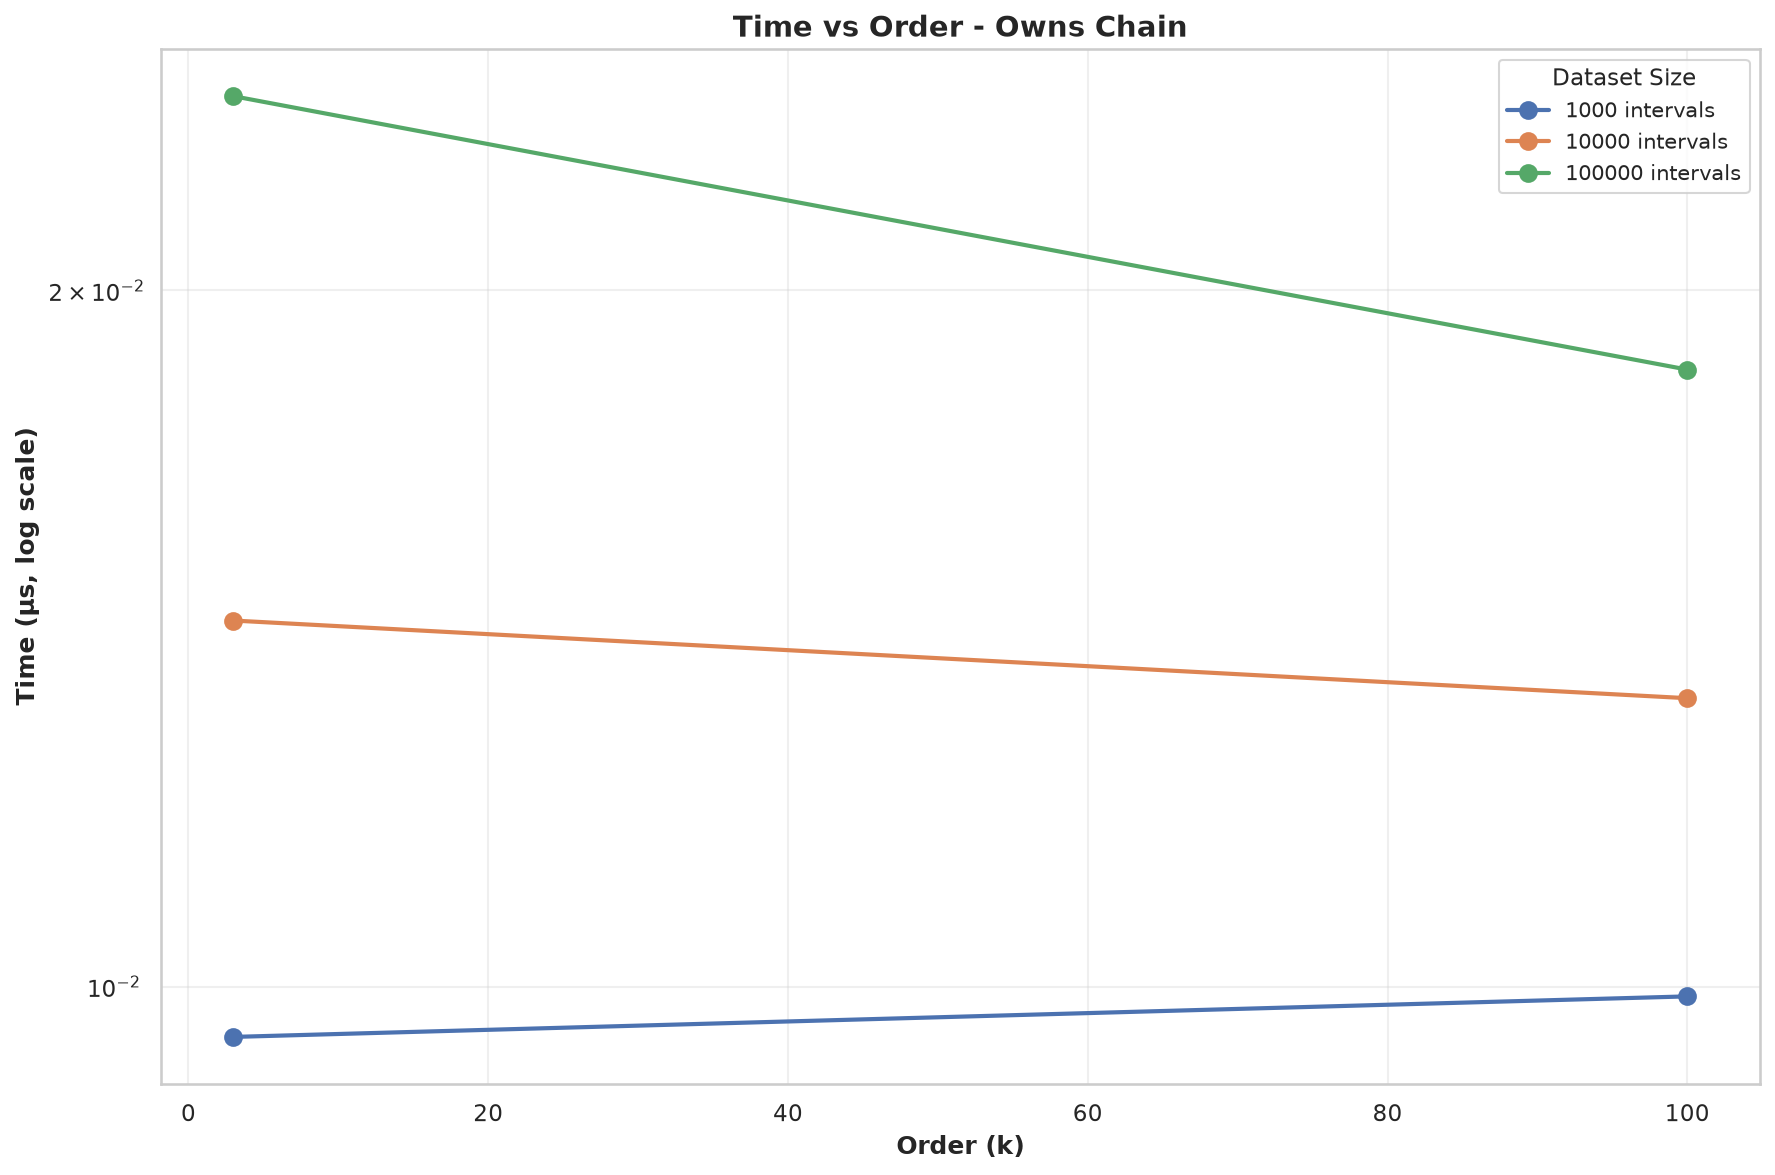 Time vs Order - Owns Chain
Dataset Size
1000 intervals
10000 intervals
100000 intervals
Time (µs, log scale)
2 × 10⁻²
10⁻²
0 20 40 60 80 100
Order (k)